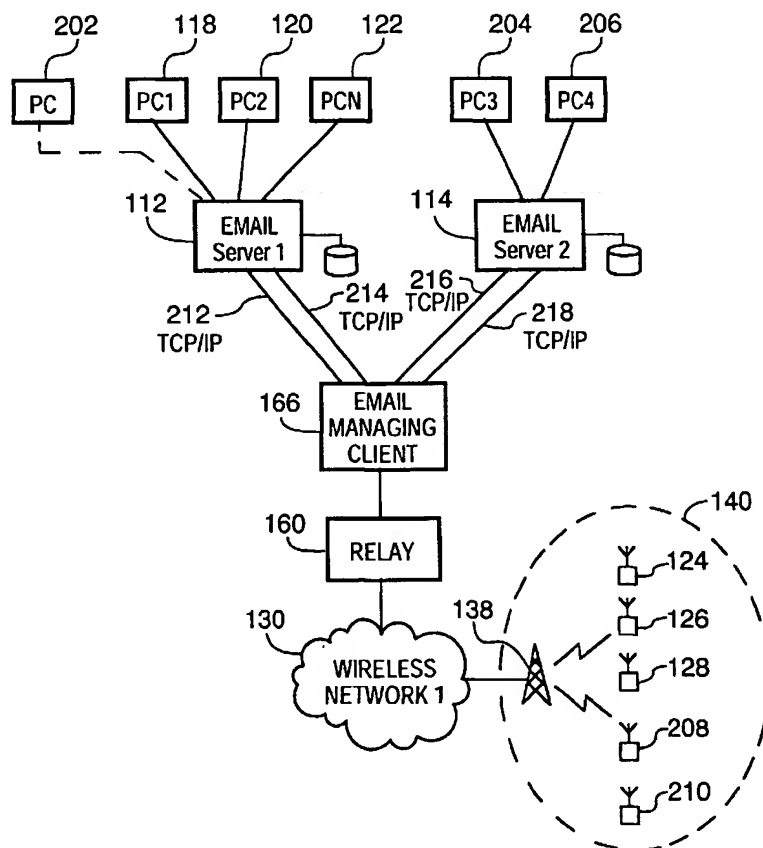 202 118 120 122 204 206
PC PC1 PC2 PCN PC3 PC4
112 EMAIL Server 1
114 EMAIL Server 2
212 TCP/IP
214 TCP/IP
216 TCP/IP
218 TCP/IP
166 EMAIL
MANAGING
CLIENT
160 RELAY
140
124
126
128
208
210
138
130
WIRELESS
NETWORK 1